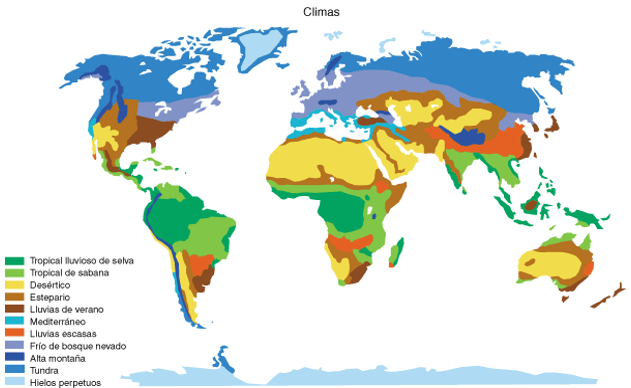 Climas
Tropical lluvioso de selva
Tropical de sabana
Desértico
Estepario
Lluvias de verano
Mediterráneo
Lluvias escasas
Frío de bosque nevado
Alta montaña
Tundra
Hielos perpetuos